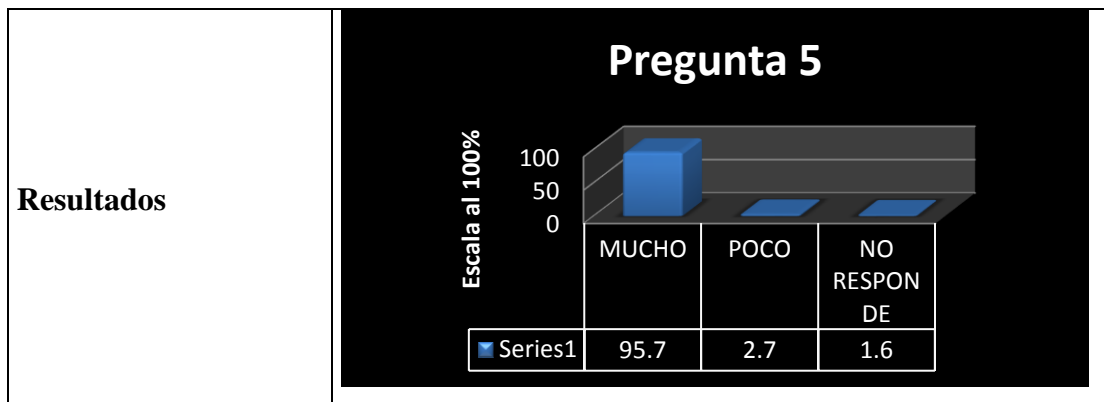 Resultados
Pregunta 5
Escala al 100%
100
50
0
MUCHO POCO NO
RESPON
DE
Series1 95.7 2.7 1.6